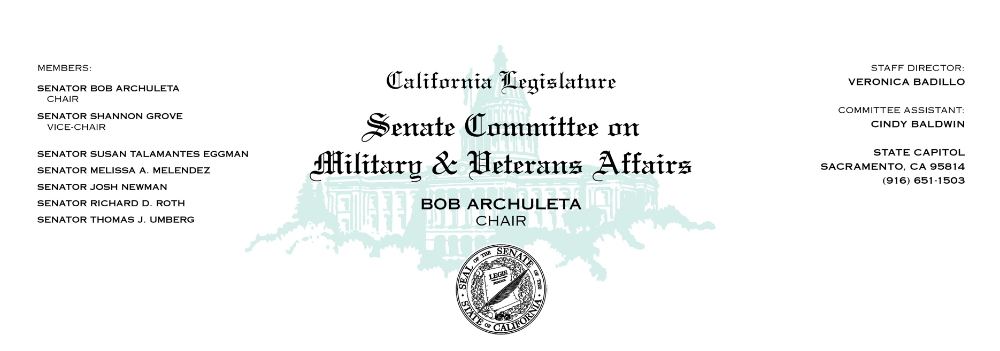 MEMBERS:
SENATOR BOB ARCHULETA
CHAIR
SENATOR SHANNON GROVE
VICE-CHAIR
SENATOR SUSAN TALAMANTES EGGMAN
SENATOR MELISSA A. MELENDEZ
SENATOR JOSH NEWMAN
SENATOR RICHARD D. ROTH
SENATOR THOMAS J. UMBERG
California Legislature
Senate Committee on
Military & Veterans Affairs
BOB ARCHULETA
CHAIR
SEAL OF THE SENATE OF THE
STATE OF CALIFORNIA
LEGIS
STAFF DIRECTOR:
VERONICA BADILLO
COMMITTEE ASSISTANT:
CINDY BALDWIN
STATE CAPITOL
SACRAMENTO, CA 95814
(916) 651-1503